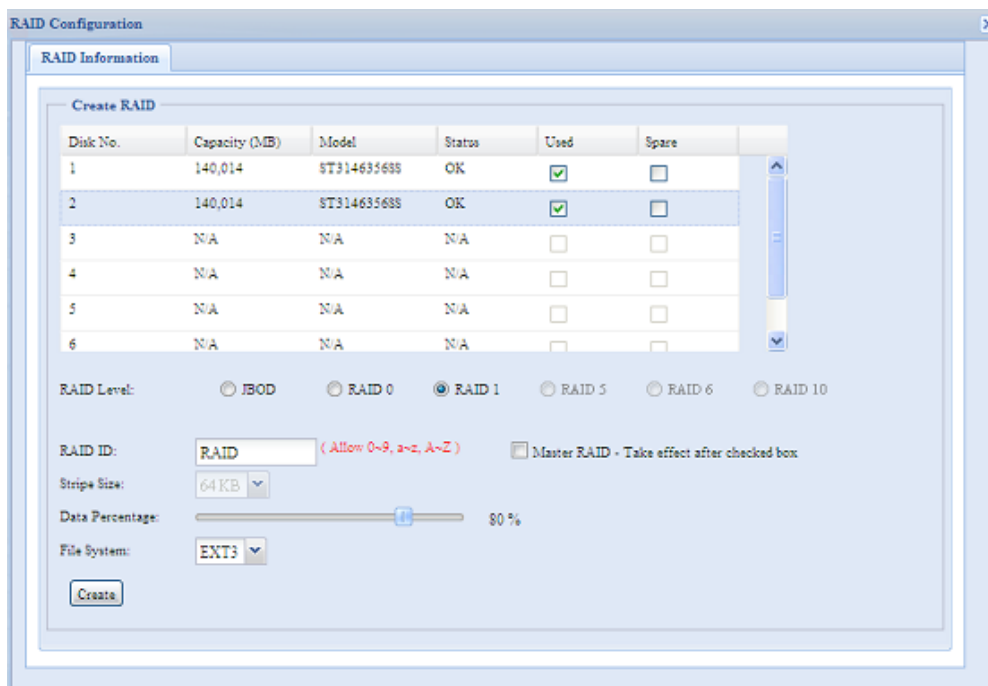 RAID Configuration
RAID Information
Create RAID
Disk No. Capacity (MB) Model Status Used Spare
1 140,014 ST3146356SS OK
2 140,014 ST3146356SS OK
3 N/A N/A N/A
4 N/A N/A N/A
5 N/A N/A N/A
6 N/A N/A N/A
RAID Level: JBOD RAID 0 RAID 1 RAID 5 RAID 6 RAID 10
RAID ID: RAID ( Allow 0~9, a~z, A~Z ) Master RAID - Take effect after checked box
Stripe Size: 64 KB
Data Percentage: 80 %
File System: EXT3
Create